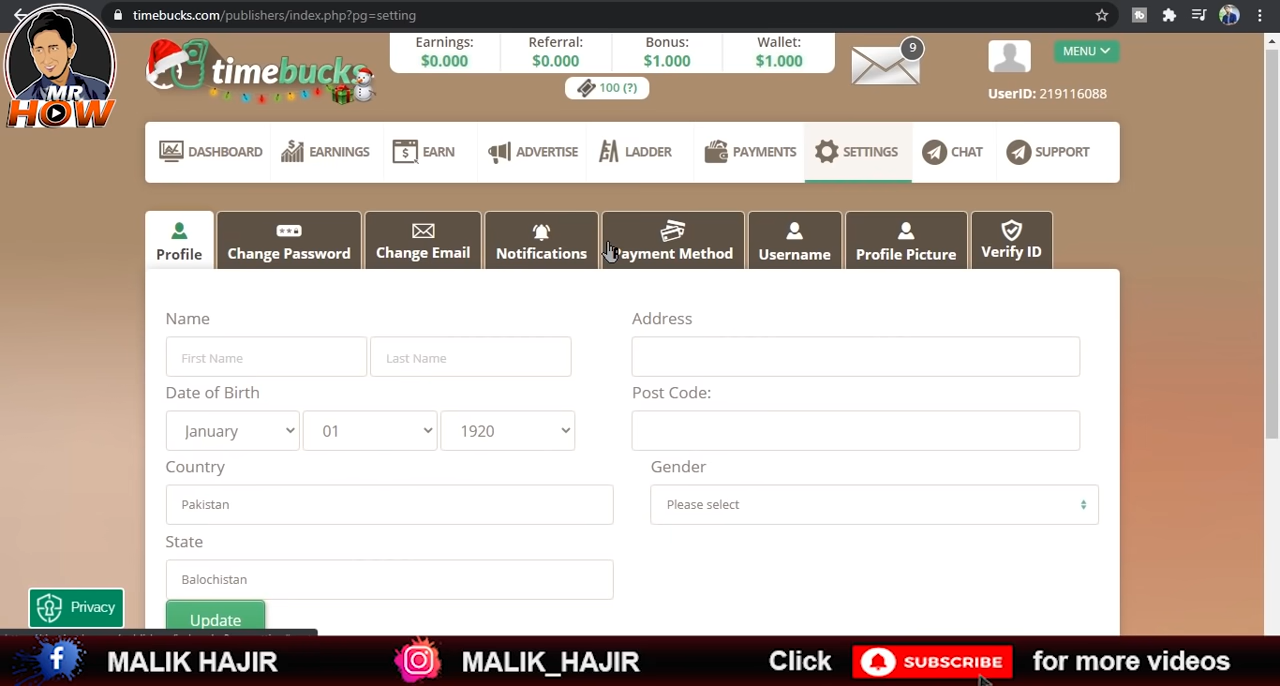 timebucks.com/publishers/index.php?pg=setting
MR
HOW
timebucks
Earnings: Referral: Bonus: Wallet:
$0.000 $0.000 $1.000 $1.000
100 (?)
9
MENU
UserID: 219116088
DASHBOARD EARNINGS EARN ADVERTISE LADDER PAYMENTS SETTINGS CHAT SUPPORT
Profile Change Password Change Email Notifications Payment Method Username Profile Picture Verify ID
Name Address
First Name Last Name
Date of Birth Post Code:
January 01 1920
Country Gender
Pakistan Please select
State
Balochistan
Privacy
Update
MALIK HAJIR MALIK_HAJIR Click SUBSCRIBE for more videos